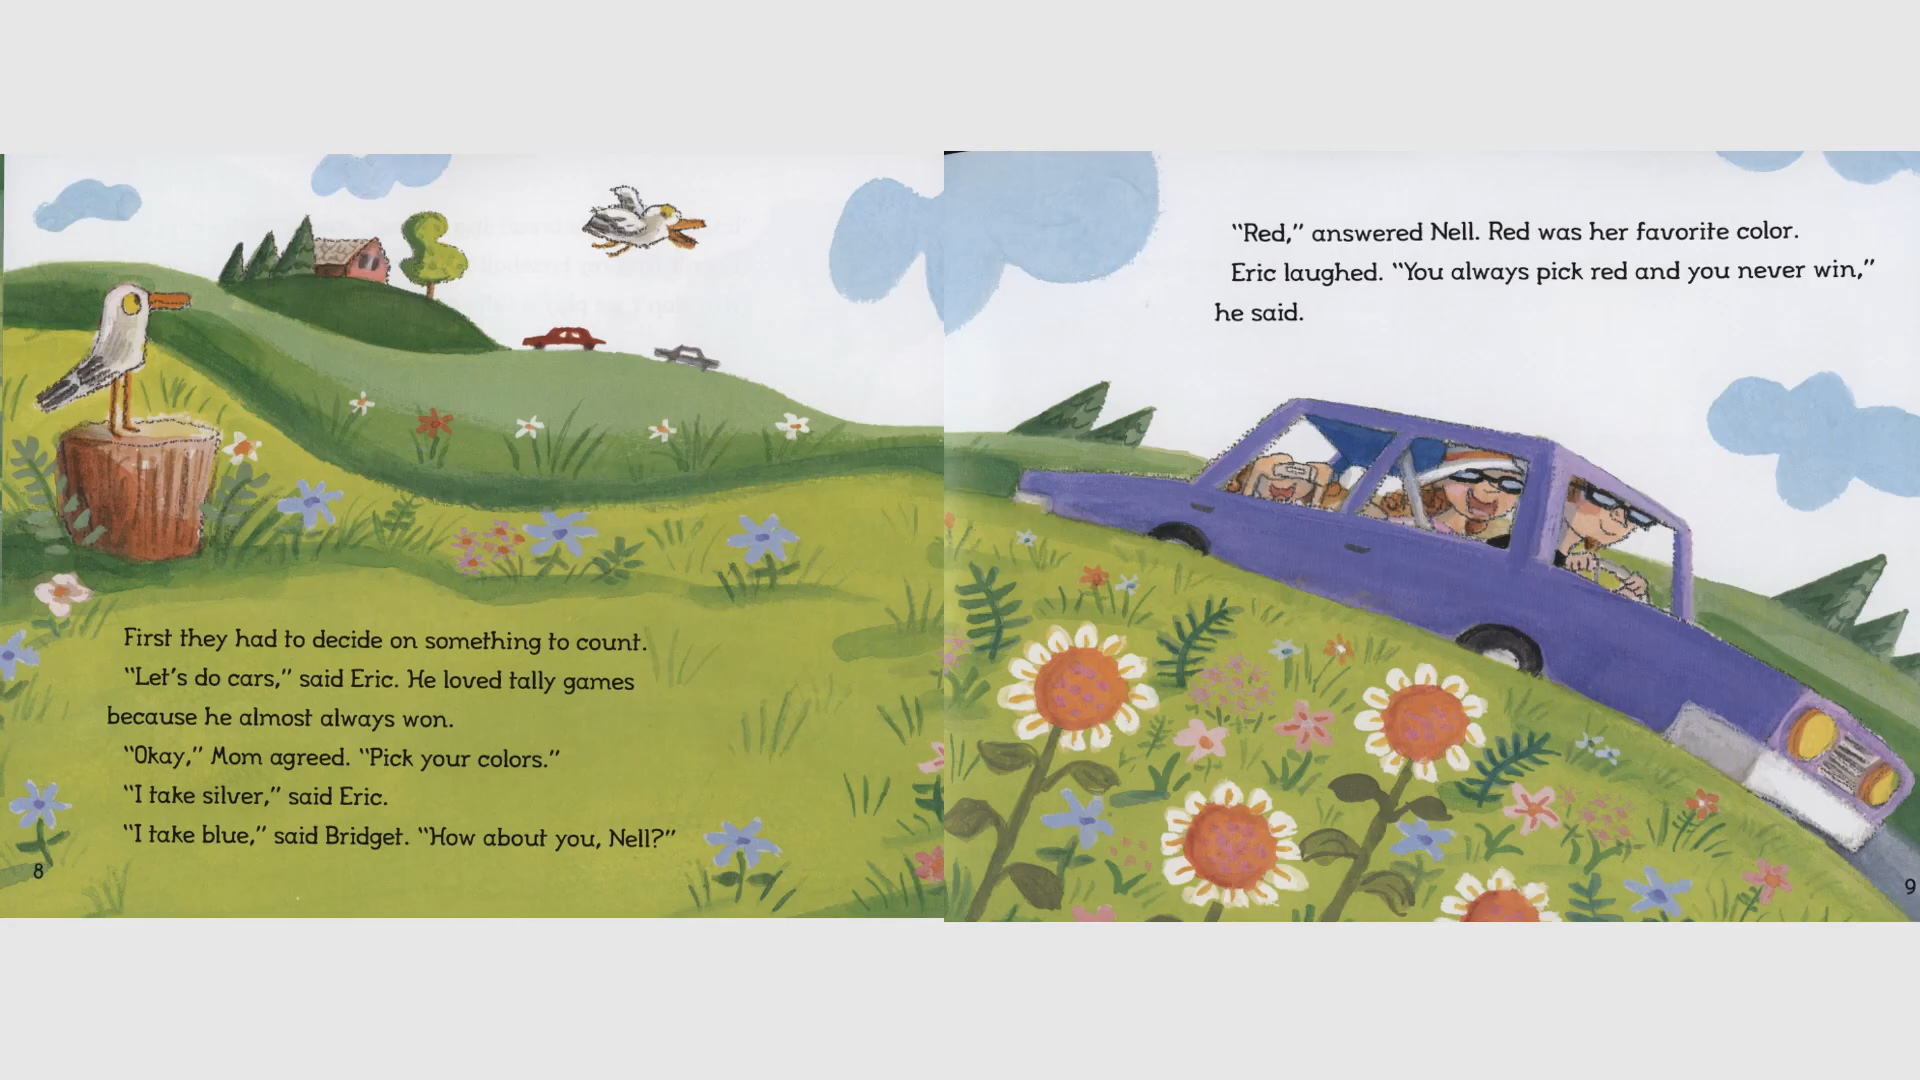 First they had to decide on something to count.
“Let’s do cars,” said Eric. He loved tally games
because he almost always won.
“Okay,” Mom agreed. “Pick your colors.”
“I take silver,” said Eric.
“I take blue,” said Bridget. “How about you, Nell?”
8
“Red,” answered Nell. Red was her favorite color.
Eric laughed. “You always pick red and you never win,”
he said.
9